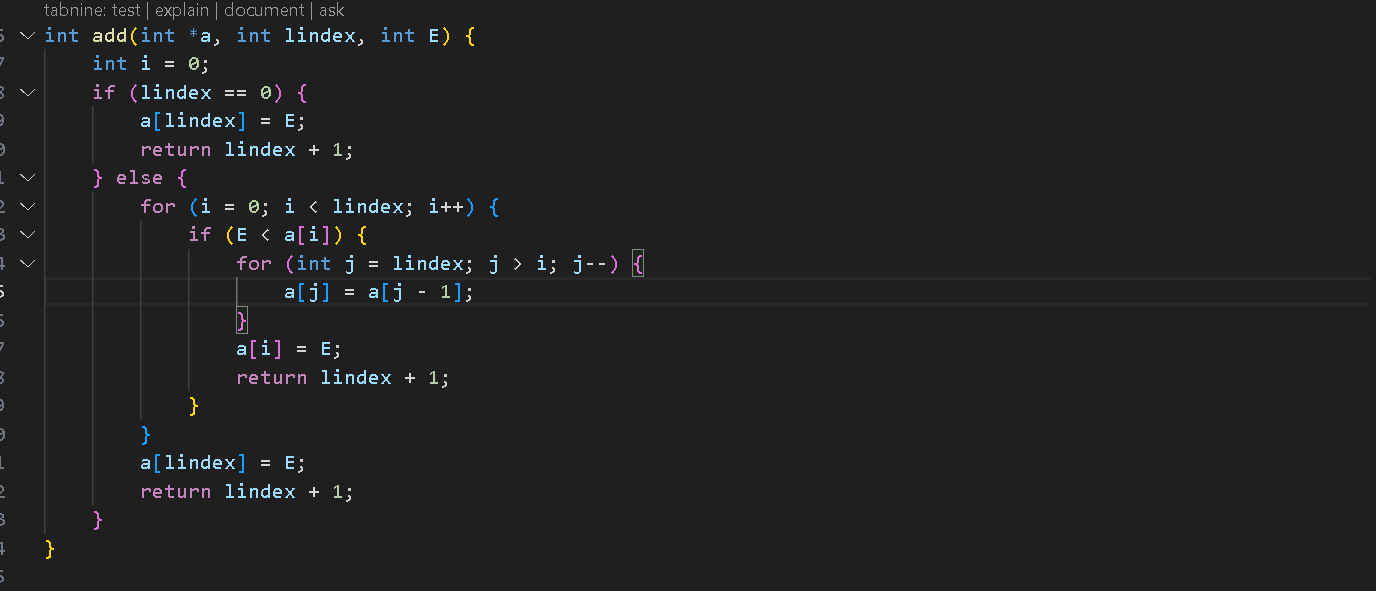 tabnine: test | explain | document | ask
int add(int *a, int lindex, int E) {
    int i = 0;
    if (lindex == 0) {
        a[lindex] = E;
        return lindex + 1;
    } else {
        for (i = 0; i < lindex; i++) {
            if (E < a[i]) {
                for (int j = lindex; j > i; j--) {
                    a[j] = a[j - 1];
                }
                a[i] = E;
                return lindex + 1;
            }
        }
        a[lindex] = E;
        return lindex + 1;
    }
}